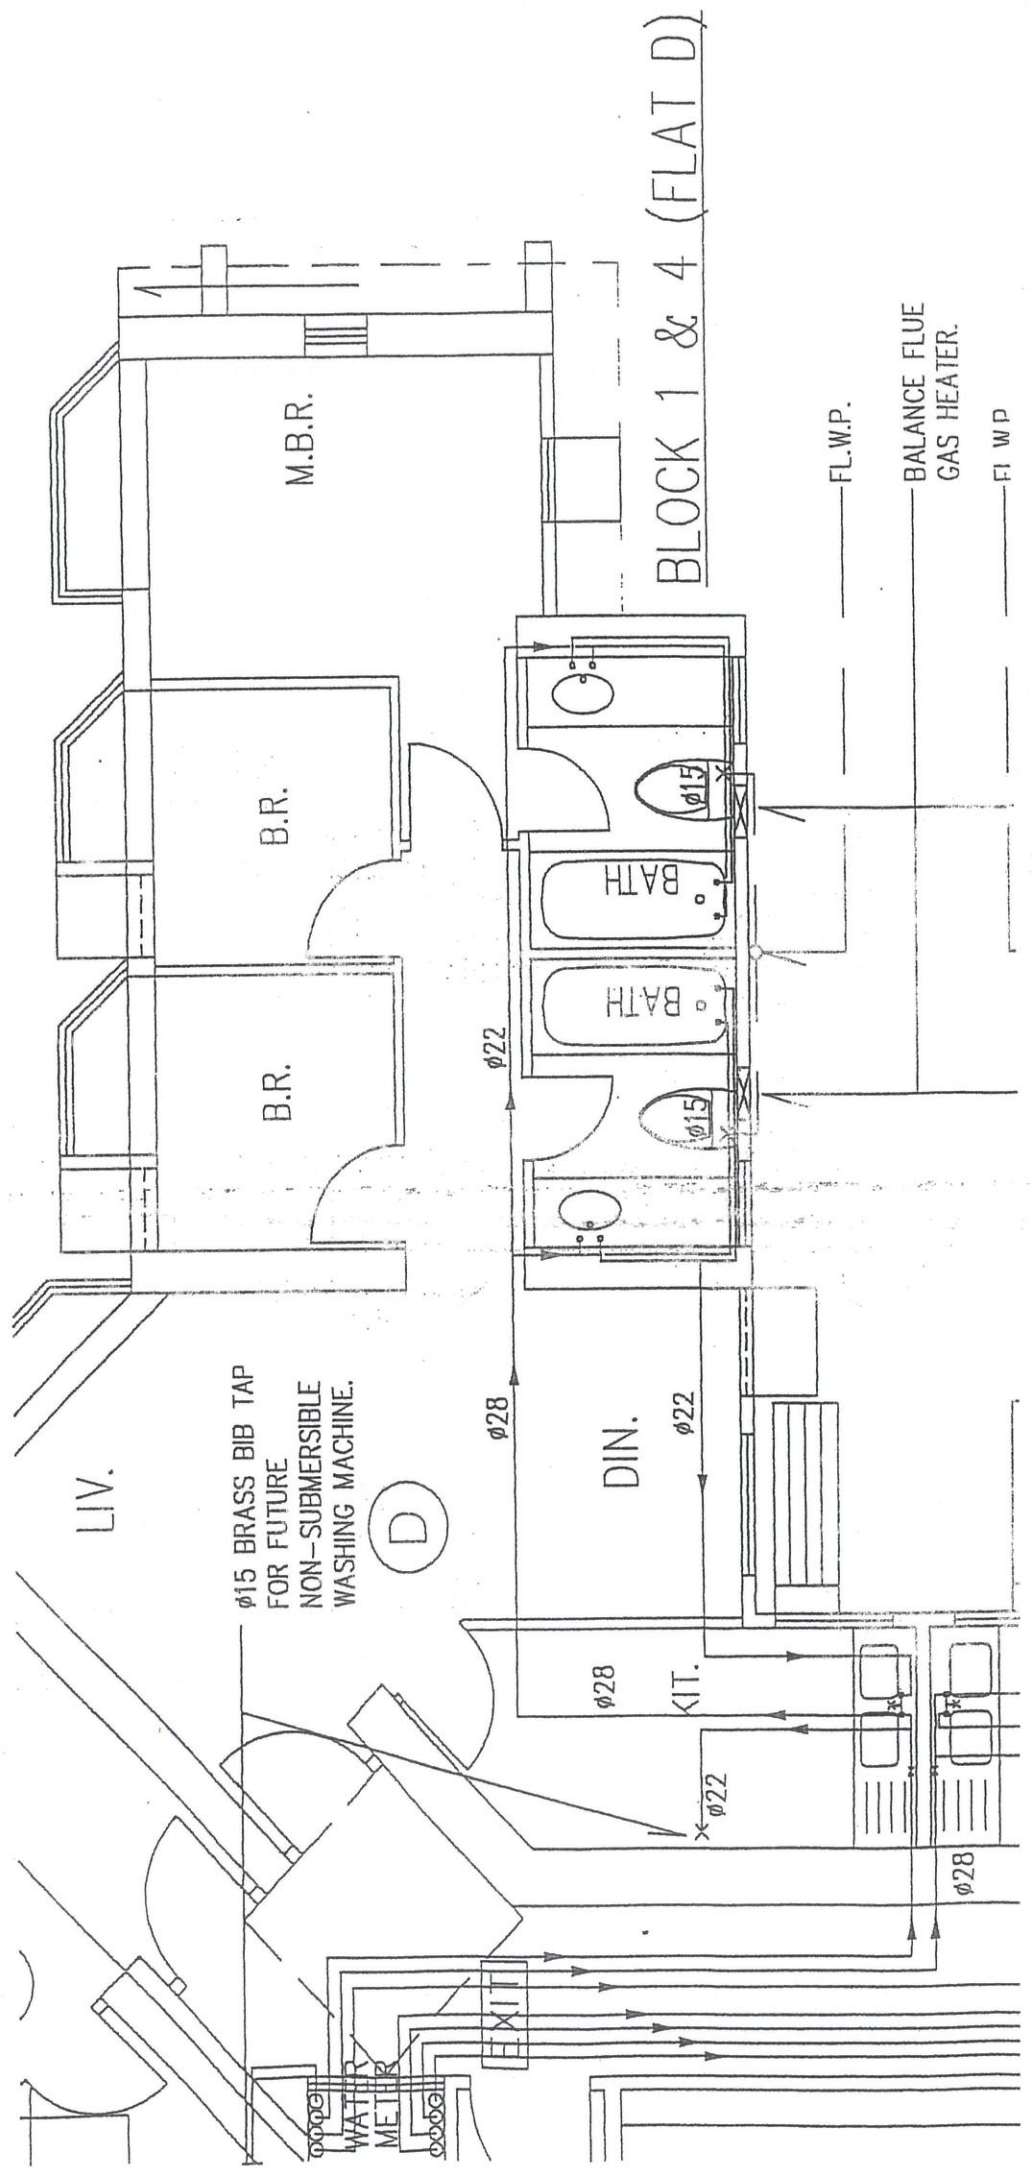 LIV.
ø15 BRASS BIB TAP
FOR FUTURE
NON-SUBMERSIBLE
WASHING MACHINE.
D
B.R.
B.R.
M.B.R.
ø28
ø22
DIN.
ø22
ø28
KIT.
ø22
ø28
BATH
BATH
ø15
ø15
WATER
METER
EXIT
BLOCK 1 & 4 (FLAT D)
FL.W.P.
BALANCE FLUE
GAS HEATER.